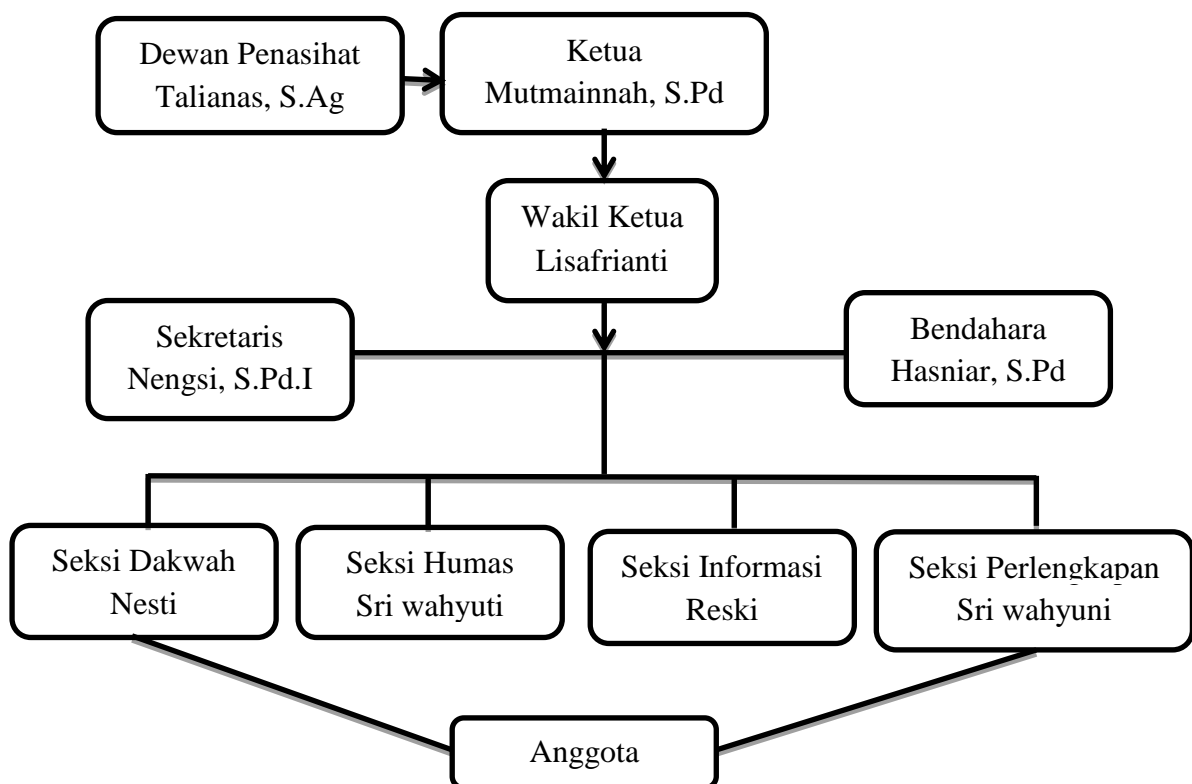 Dewan Penasihat
Talianas, S.Ag
Ketua
Mutmainnah, S.Pd
Wakil Ketua
Lisafrianti
Sekretaris
Nengsi, S.Pd.I
Bendahara
Hasniar, S.Pd
Seksi Dakwah
Nesti
Seksi Humas
Sri wahyuti
Seksi Informasi
Reski
Seksi Perlengkapan
Sri wahyuni
Anggota